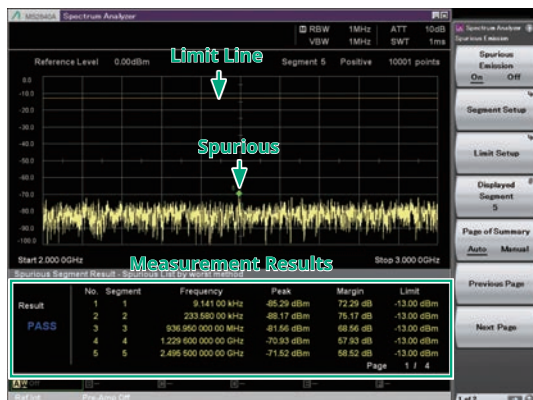 MS2840A Spectrum Analyzer
RBW 1MHz ATT 10dB
VBW 1MHz SWT 1ms
Reference Level 0.00dBm Segment 5 Positive 10001 points
Limit Line
0.0
-10.0
-20.0
-30.0
-40.0
-50.0
Spurious
-60.0
-70.0
-80.0
-90.0
-100.0
Start 2.000 0GHz Stop 3.000 0GHz
Measurement Results
Spurious Segment Result - Spurious List by worst method
No. Segment Frequency Peak Margin Limit
Result 1 1 9.141 00 kHz -85.29 dBm 72.29 dB -13.00 dBm
PASS 2 2 233.580 00 kHz -88.17 dBm 75.17 dB -13.00 dBm
3 3 936.950 000 00 MHz -81.56 dBm 68.56 dB -13.00 dBm
4 4 1.229 600 000 00 GHz -70.93 dBm 57.93 dB -13.00 dBm
5 5 2.495 500 000 00 GHz -71.52 dBm 58.52 dB -13.00 dBm
Page 1 / 4
Off
Ref.Int Pre-Amp Off
Spectrum Analyzer
Spurious Emission
Spurious
Emission
On Off
Segment Setup
Limit Setup
Displayed
Segment
5
Page of Summary
Auto Manual
Previous Page
Next Page
1 of 2